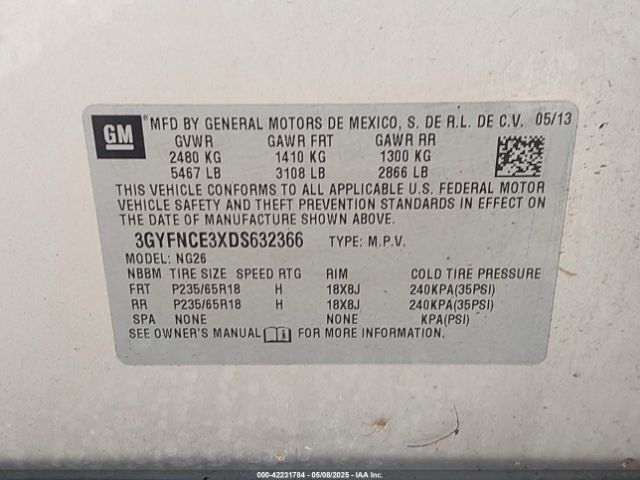 GM ® MFD BY GENERAL MOTORS DE MEXICO, S. DE R.L. DE C.V. 05/13
GVWR GAWR FRT GAWR RR
2480 KG 1410 KG 1300 KG
5467 LB 3108 LB 2866 LB
THIS VEHICLE CONFORMS TO ALL APPLICABLE U.S. FEDERAL MOTOR
VEHICLE SAFETY AND THEFT PREVENTION STANDARDS IN EFFECT ON
THE DATE OF MANUFACTURE SHOWN ABOVE.
3GYFNCE3XDS632366 TYPE: M.P.V.
MODEL: NG26
NBBM TIRE SIZE SPEED RTG RIM COLD TIRE PRESSURE
FRT P235/65R18 H 18X8J 240KPA(35PSI)
RR P235/65R18 H 18X8J 240KPA(35PSI)
SPA NONE NONE KPA(PSI)
SEE OWNER'S MANUAL FOR MORE INFORMATION.
000-42231784 - 05/08/2025 - IAA Inc.